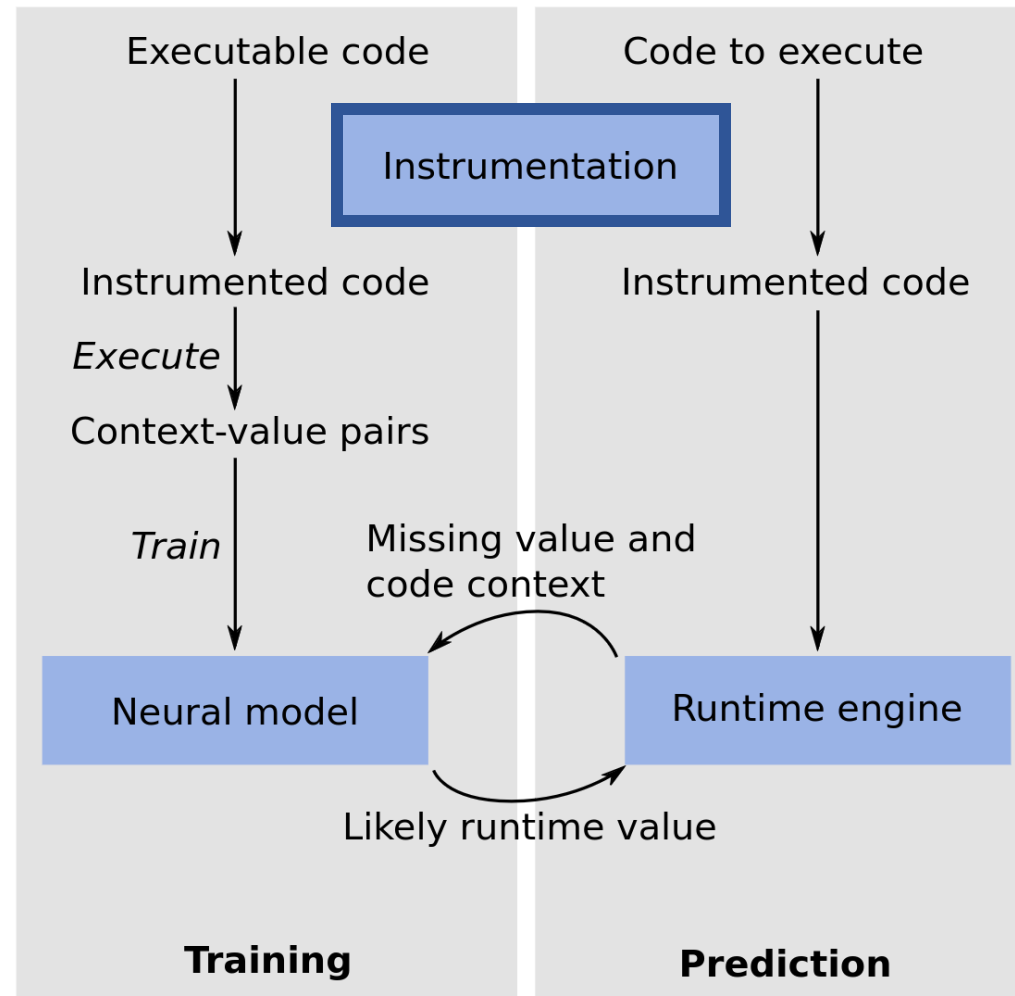 Executable code
Code to execute
Instrumentation
Instrumented code
Instrumented code
Execute
Context-value pairs
Train
Missing value and
code context
Neural model
Runtime engine
Likely runtime value
Training
Prediction